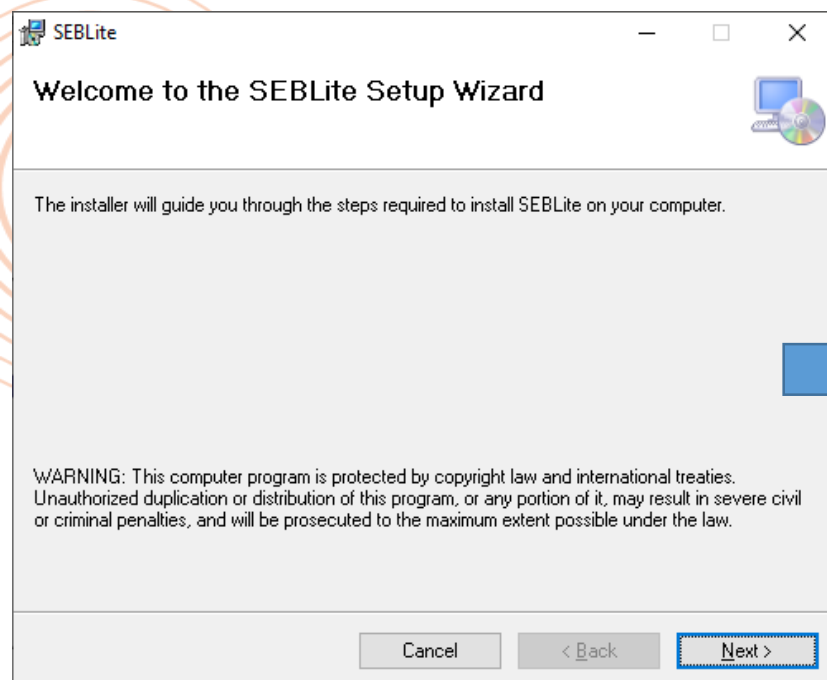 SEBLite
Welcome to the SEBLite Setup Wizard
The installer will guide you through the steps required to install SEBLite on your computer.
WARNING: This computer program is protected by copyright law and international treaties.
Unauthorized duplication or distribution of this program, or any portion of it, may result in severe civil
or criminal penalties, and will be prosecuted to the maximum extent possible under the law.
Cancel
< Back
Next >